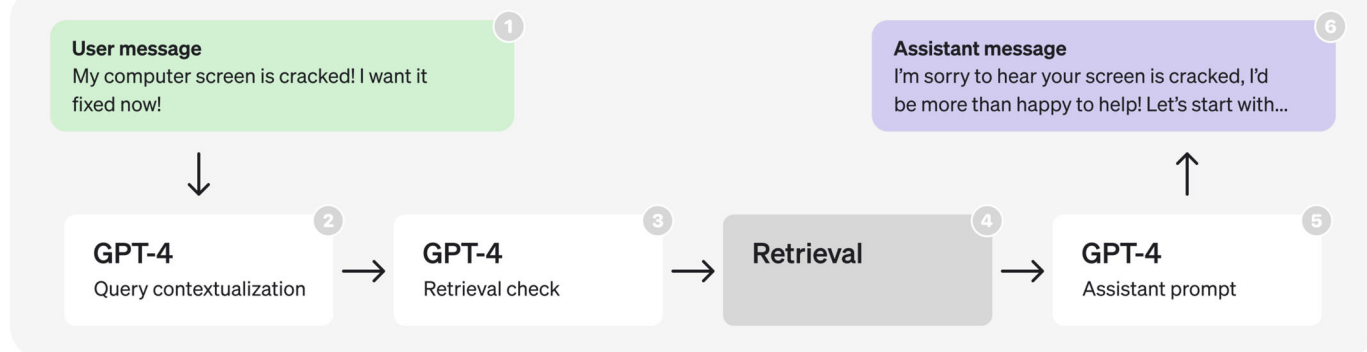 1
User message
My computer screen is cracked! I want it
fixed now!
6
Assistant message
I'm sorry to hear your screen is cracked, I'd
be more than happy to help! Let's start with...
2
GPT-4
Query contextualization
3
GPT-4
Retrieval check
4
Retrieval
5
GPT-4
Assistant prompt